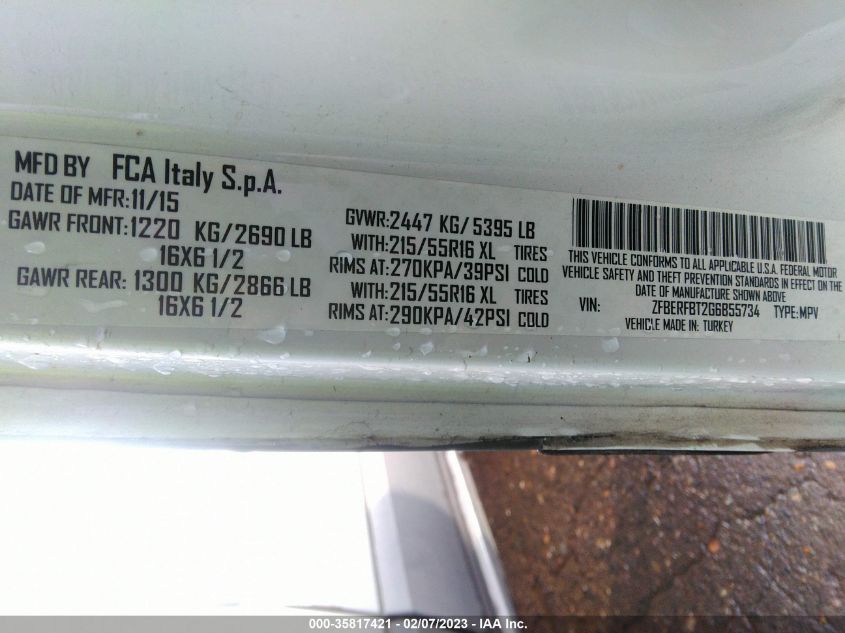 MFD BY FCA Italy S.p.A.
DATE OF MFR:11/15
GAWR FRONT:1220 KG/2690 LB
16X6 1/2
GAWR REAR: 1300 KG/2866 LB
16X6 1/2
GVWR:2447 KG/5395 LB
WITH:215/55R16 XL TIRES
RIMS AT:270KPA/39PSI COLD
WITH:215/55R16 XL TIRES
RIMS AT:290KPA/42PSI COLD
THIS VEHICLE CONFORMS TO ALL APPLICABLE U.S.A. FEDERAL MOTOR
VEHICLE SAFETY AND THEFT PREVENTION STANDARDS IN EFFECT ON THE
DATE OF MANUFACTURE SHOWN ABOVE
VIN: ZFBERFBT2G6B55734 TYPE:MPV
VEHICLE MADE IN: TURKEY
000-35817421 - 02/07/2023 - IAA Inc.